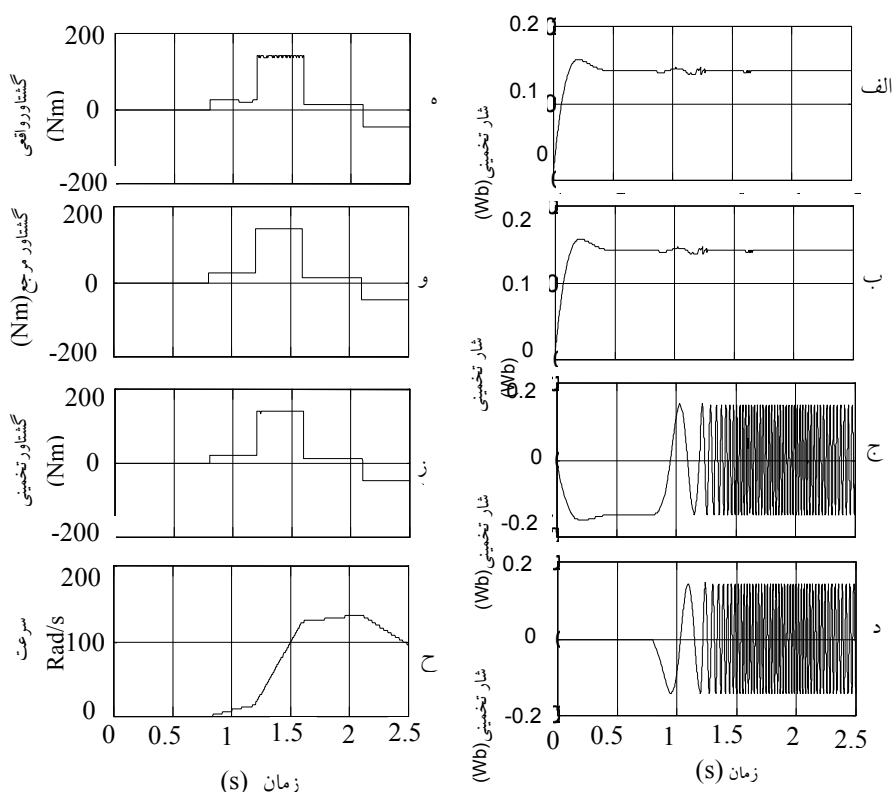 200
0
-200
گشتاورواقعی
(Nm)
ه
200
0
-200
گشتاور مرجع (Nm)
و
200
0
-200
گشتاور تخمینی
(Nm)
ز
200
100
0
سرعت
Rad/s
ح
0 0.5 1 1.5 2 2.5
زمان (s)
0.2
0.1
0
شار تخمینی (Wb)
الف
0.2
0.1
0
شار تخمینی
(Wb)
ب
0.2
0
-0.2
شار تخمینی (Wb)
ج
0.2
0
-0.2
شار تخمینی (Wb)
د
0 0.5 1 1.5 2 2.5
زمان (s)